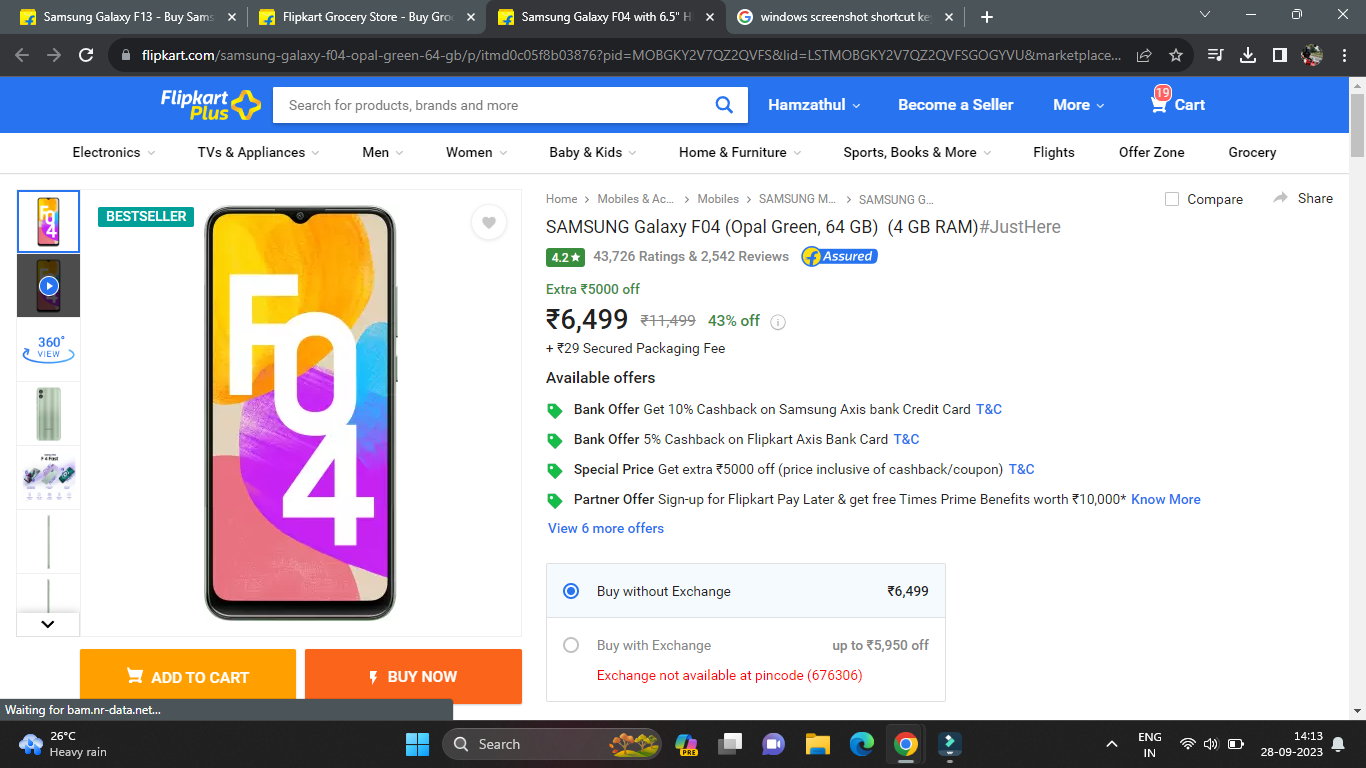 Samsung Galaxy F13 - Buy Sams
Flipkart Grocery Store - Buy Groc
Samsung Galaxy F04 with 6.5" H
windows screenshot shortcut ke
flipkart.com/samsung-galaxy-f04-opal-green-64-gb/p/itmd0c05f8b03876?pid=MOBGKY2V7QZ2QVFS&lid=LSTMOBGKY2V7QZ2QVFSGOGYVU&marketplace...
Flipkart
Plus
Search for products, brands and more
Hamzathul
Become a Seller
More
19
Cart
Electronics
TVs & Appliances
Men
Women
Baby & Kids
Home & Furniture
Sports, Books & More
Flights
Offer Zone
Grocery
BESTSELLER
F04
360°
VIEW
F04
Home
Mobiles & Ac...
Mobiles
SAMSUNG M...
SAMSUNG G...
Compare
Share
SAMSUNG Galaxy F04 (Opal Green, 64 GB) (4 GB RAM)#JustHere
4.2★
43,726 Ratings & 2,542 Reviews
Assured
Extra ₹5000 off
₹6,499 ₹11,499 43% off
+ ₹29 Secured Packaging Fee
Available offers
Bank Offer Get 10% Cashback on Samsung Axis bank Credit Card T&C
Bank Offer 5% Cashback on Flipkart Axis Bank Card T&C
Special Price Get extra ₹5000 off (price inclusive of cashback/coupon) T&C
Partner Offer Sign-up for Flipkart Pay Later & get free Times Prime Benefits worth ₹10,000* Know More
View 6 more offers
Buy without Exchange ₹6,499
Buy with Exchange up to ₹5,950 off
Exchange not available at pincode (676306)
ADD TO CART
BUY NOW
Waiting for bam.nr-data.net...
26°C
Heavy rain
Search
PRE
ENG
IN
14:13
28-09-2023